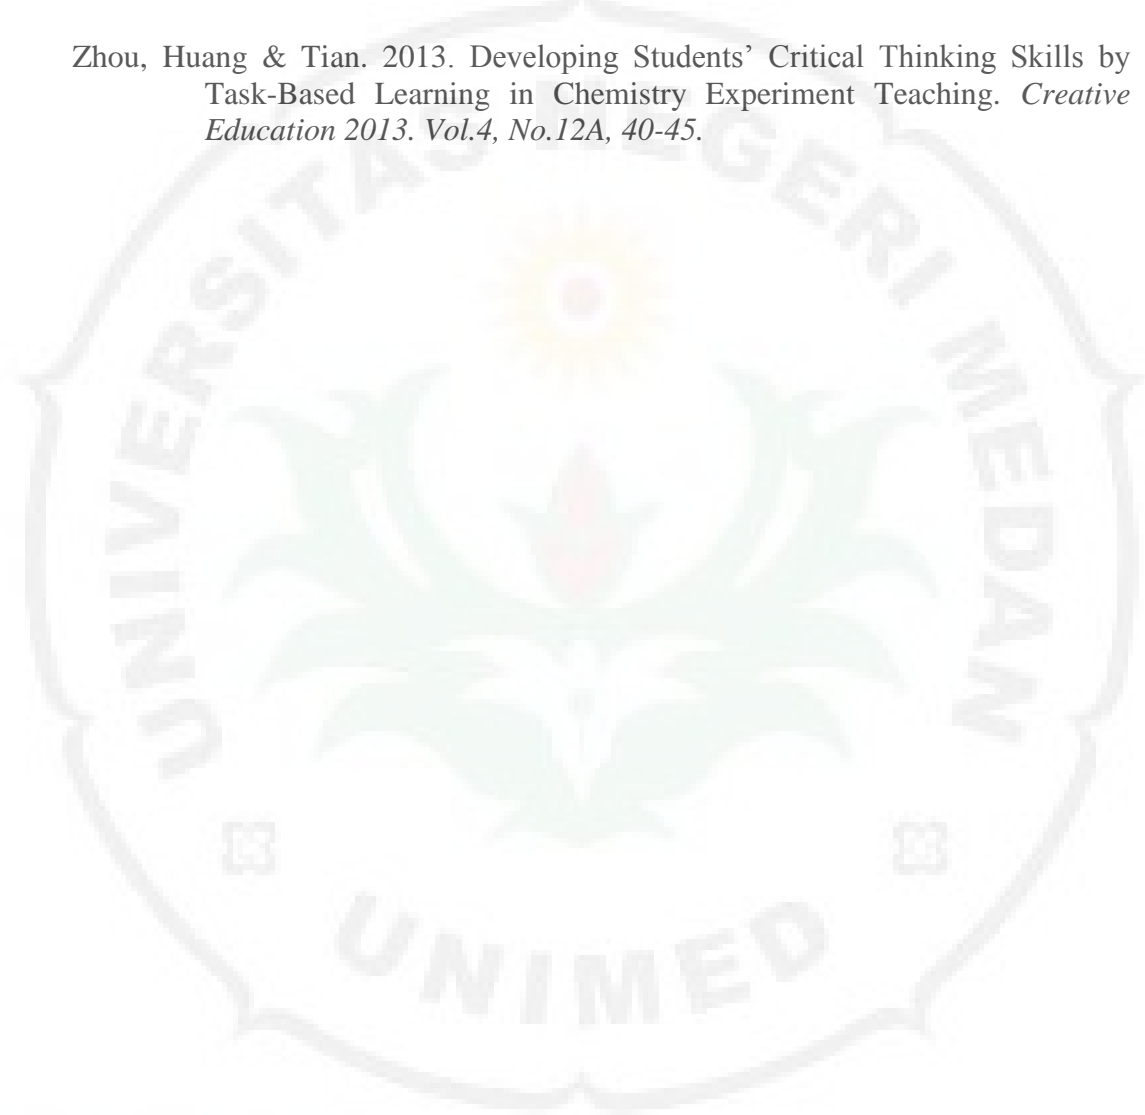 Zhou, Huang & Tian. 2013. Developing Students’ Critical Thinking Skills by
Task-Based Learning in Chemistry Experiment Teaching. Creative
Education 2013. Vol.4, No.12A, 40-45.
UNIVERSITAS NEGERI MEDAN
UNIMED